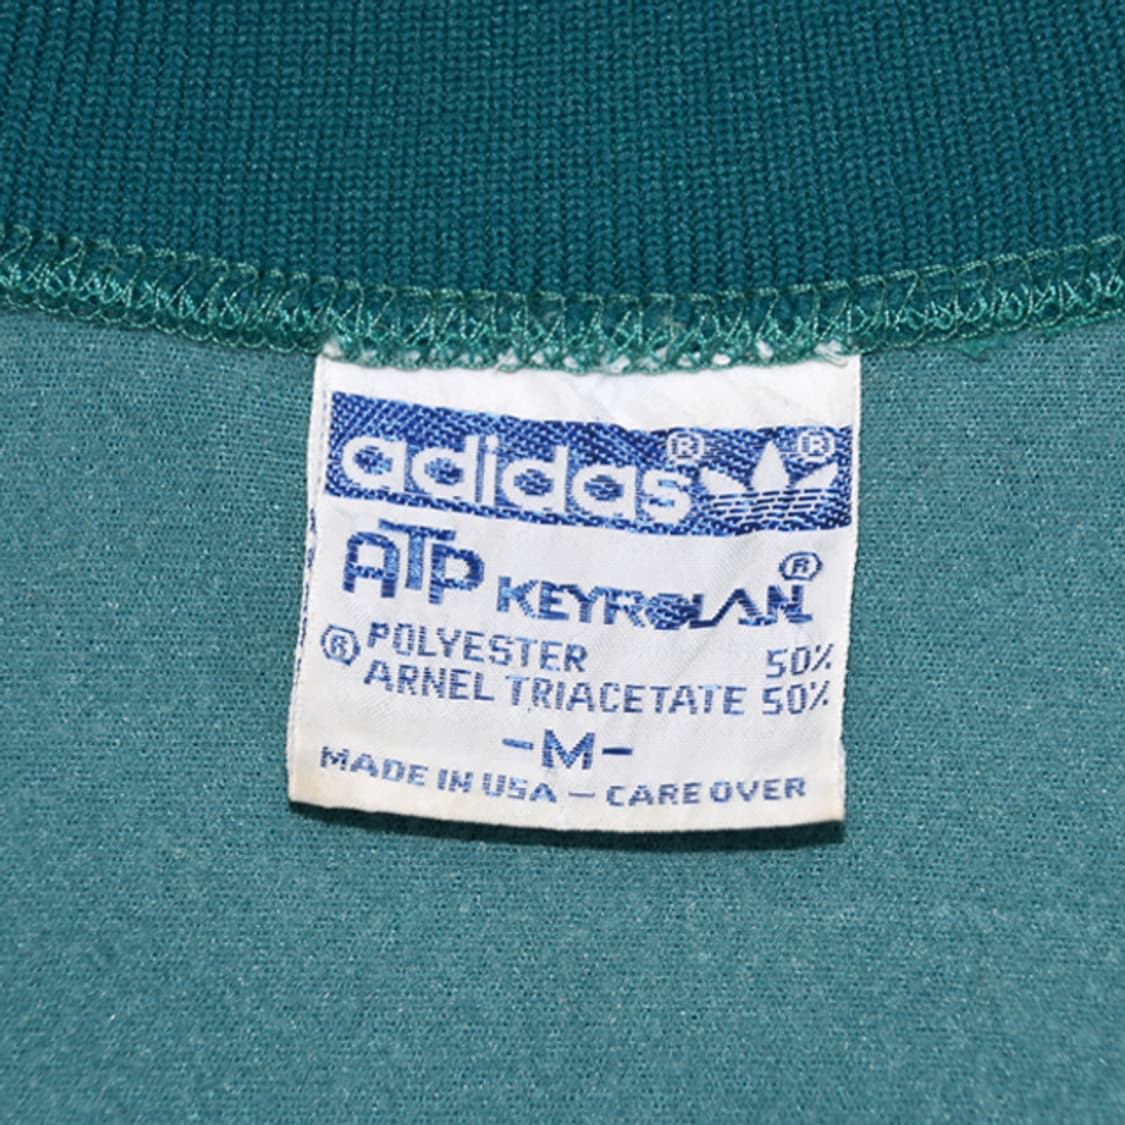 adidas® ®
ATP KEYROLAN®
POLYESTER 50%
® ARNEL TRIACETATE 50%
-M-
MADE IN USA – CARE OVER